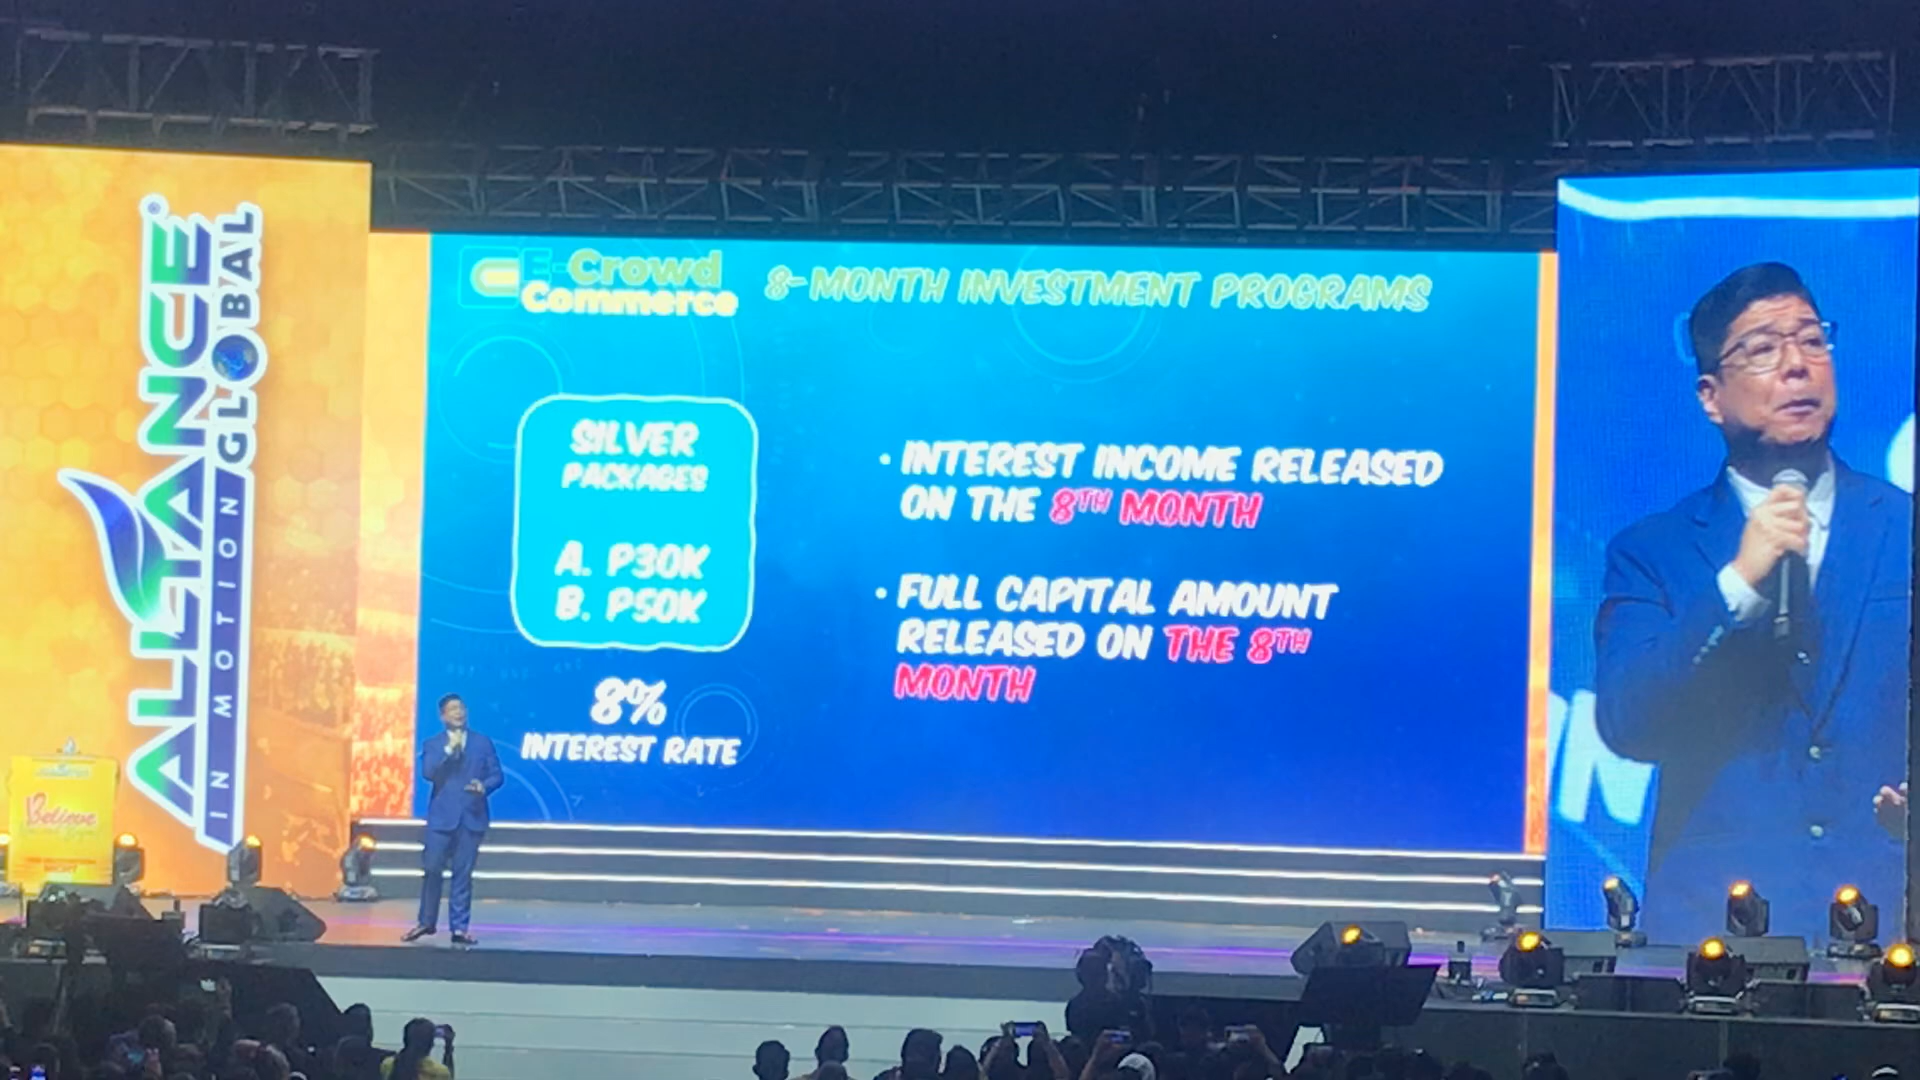 ALLIANCE
IN MOTION GLOBAL
E-Crowd
Commerce
8-MONTH INVESTMENT PROGRAMS
SILVER
PACKAGES
A. P30K
B. P50K
8%
INTEREST RATE
• INTEREST INCOME RELEASED
ON THE 8TH MONTH
• FULL CAPITAL AMOUNT
RELEASED ON THE 8TH
MONTH
Believe